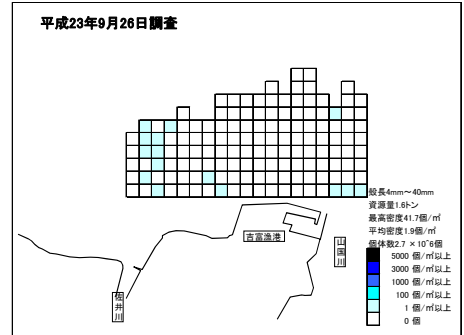 平成23年9月26日調査
殻長4mm～40mm
資源量1.6トン
最高密度41.7個/㎡
平均密度1.9個/㎡
個体数2.7 ×10^6個
5000 個/㎡以上
3000 個/㎡以上
1000 個/㎡以上
100 個/㎡以上
1 個/㎡以上
0 個
吉富漁港
山国川
佐井川